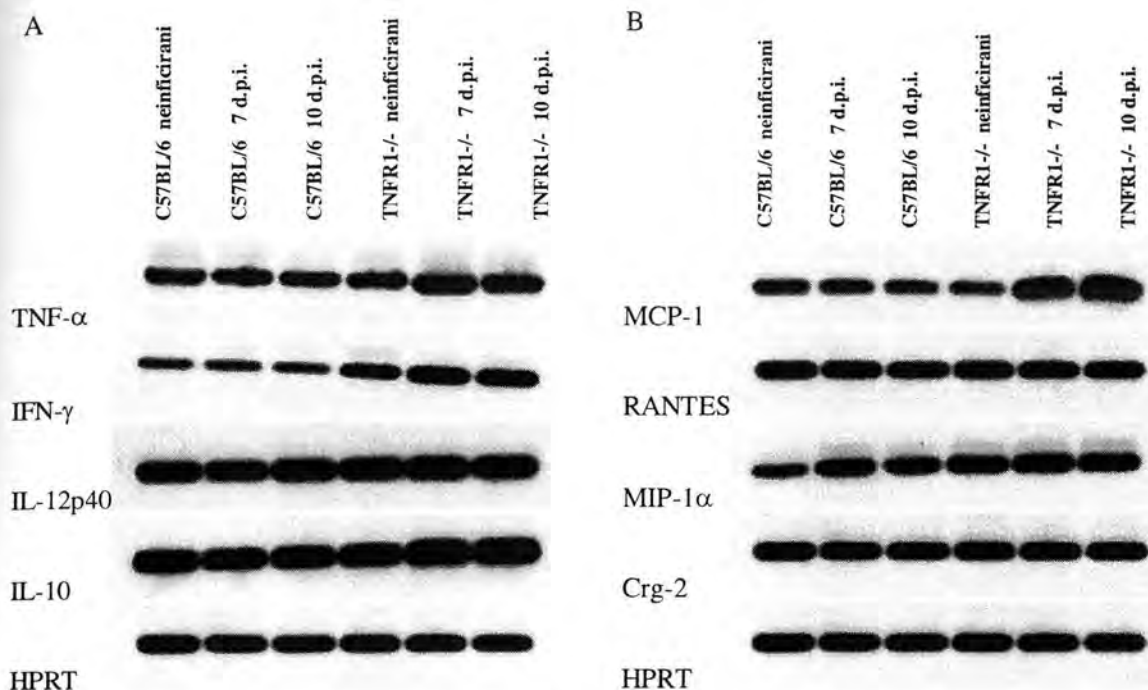 A
C57BL/6 neinficirani
C57BL/6 7 d.p.i.
C57BL/6 10 d.p.i.
TNFR1-/- neinficirani
TNFR1-/- 7 d.p.i.
TNFR1-/- 10 d.p.i.
TNF-α
IFN-γ
IL-12p40
IL-10
HPRT
B
C57BL/6 neinficirani
C57BL/6 7 d.p.i.
C57BL/6 10 d.p.i.
TNFR1-/- neinficirani
TNFR1-/- 7 d.p.i.
TNFR1-/- 10 d.p.i.
MCP-1
RANTES
MIP-1α
Crg-2
HPRT